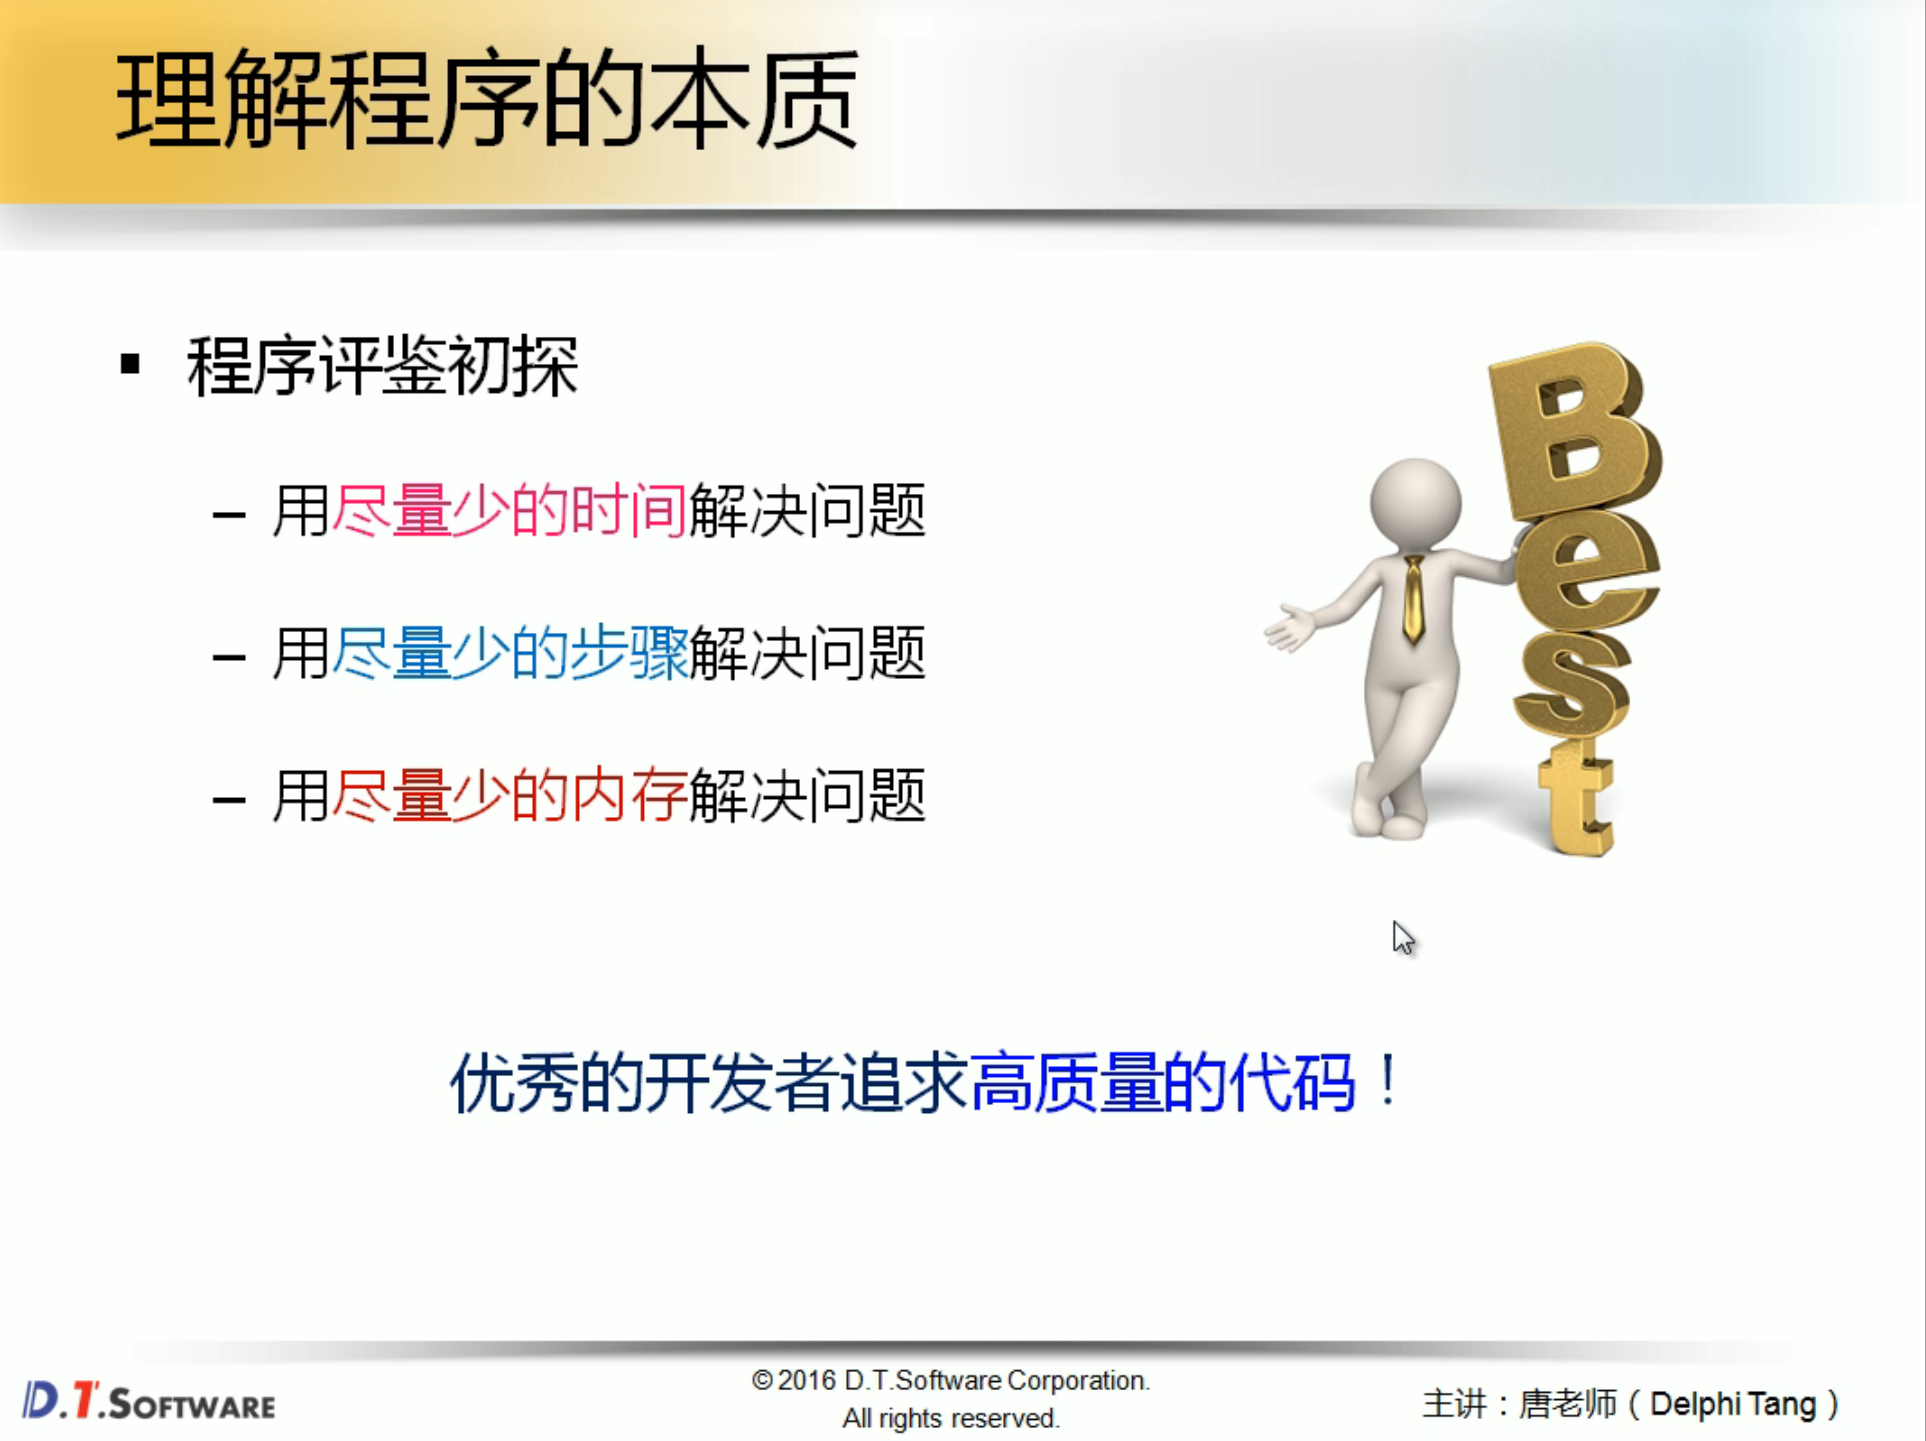 理解程序的本质
▪ 程序评鉴初探
– 用尽量少的时间解决问题
– 用尽量少的步骤解决问题
– 用尽量少的内存解决问题
Best
优秀的开发者追求高质量的代码！
D.T.SOFTWARE
© 2016 D.T.Software Corporation.
All rights reserved.
主讲：唐老师（Delphi Tang）